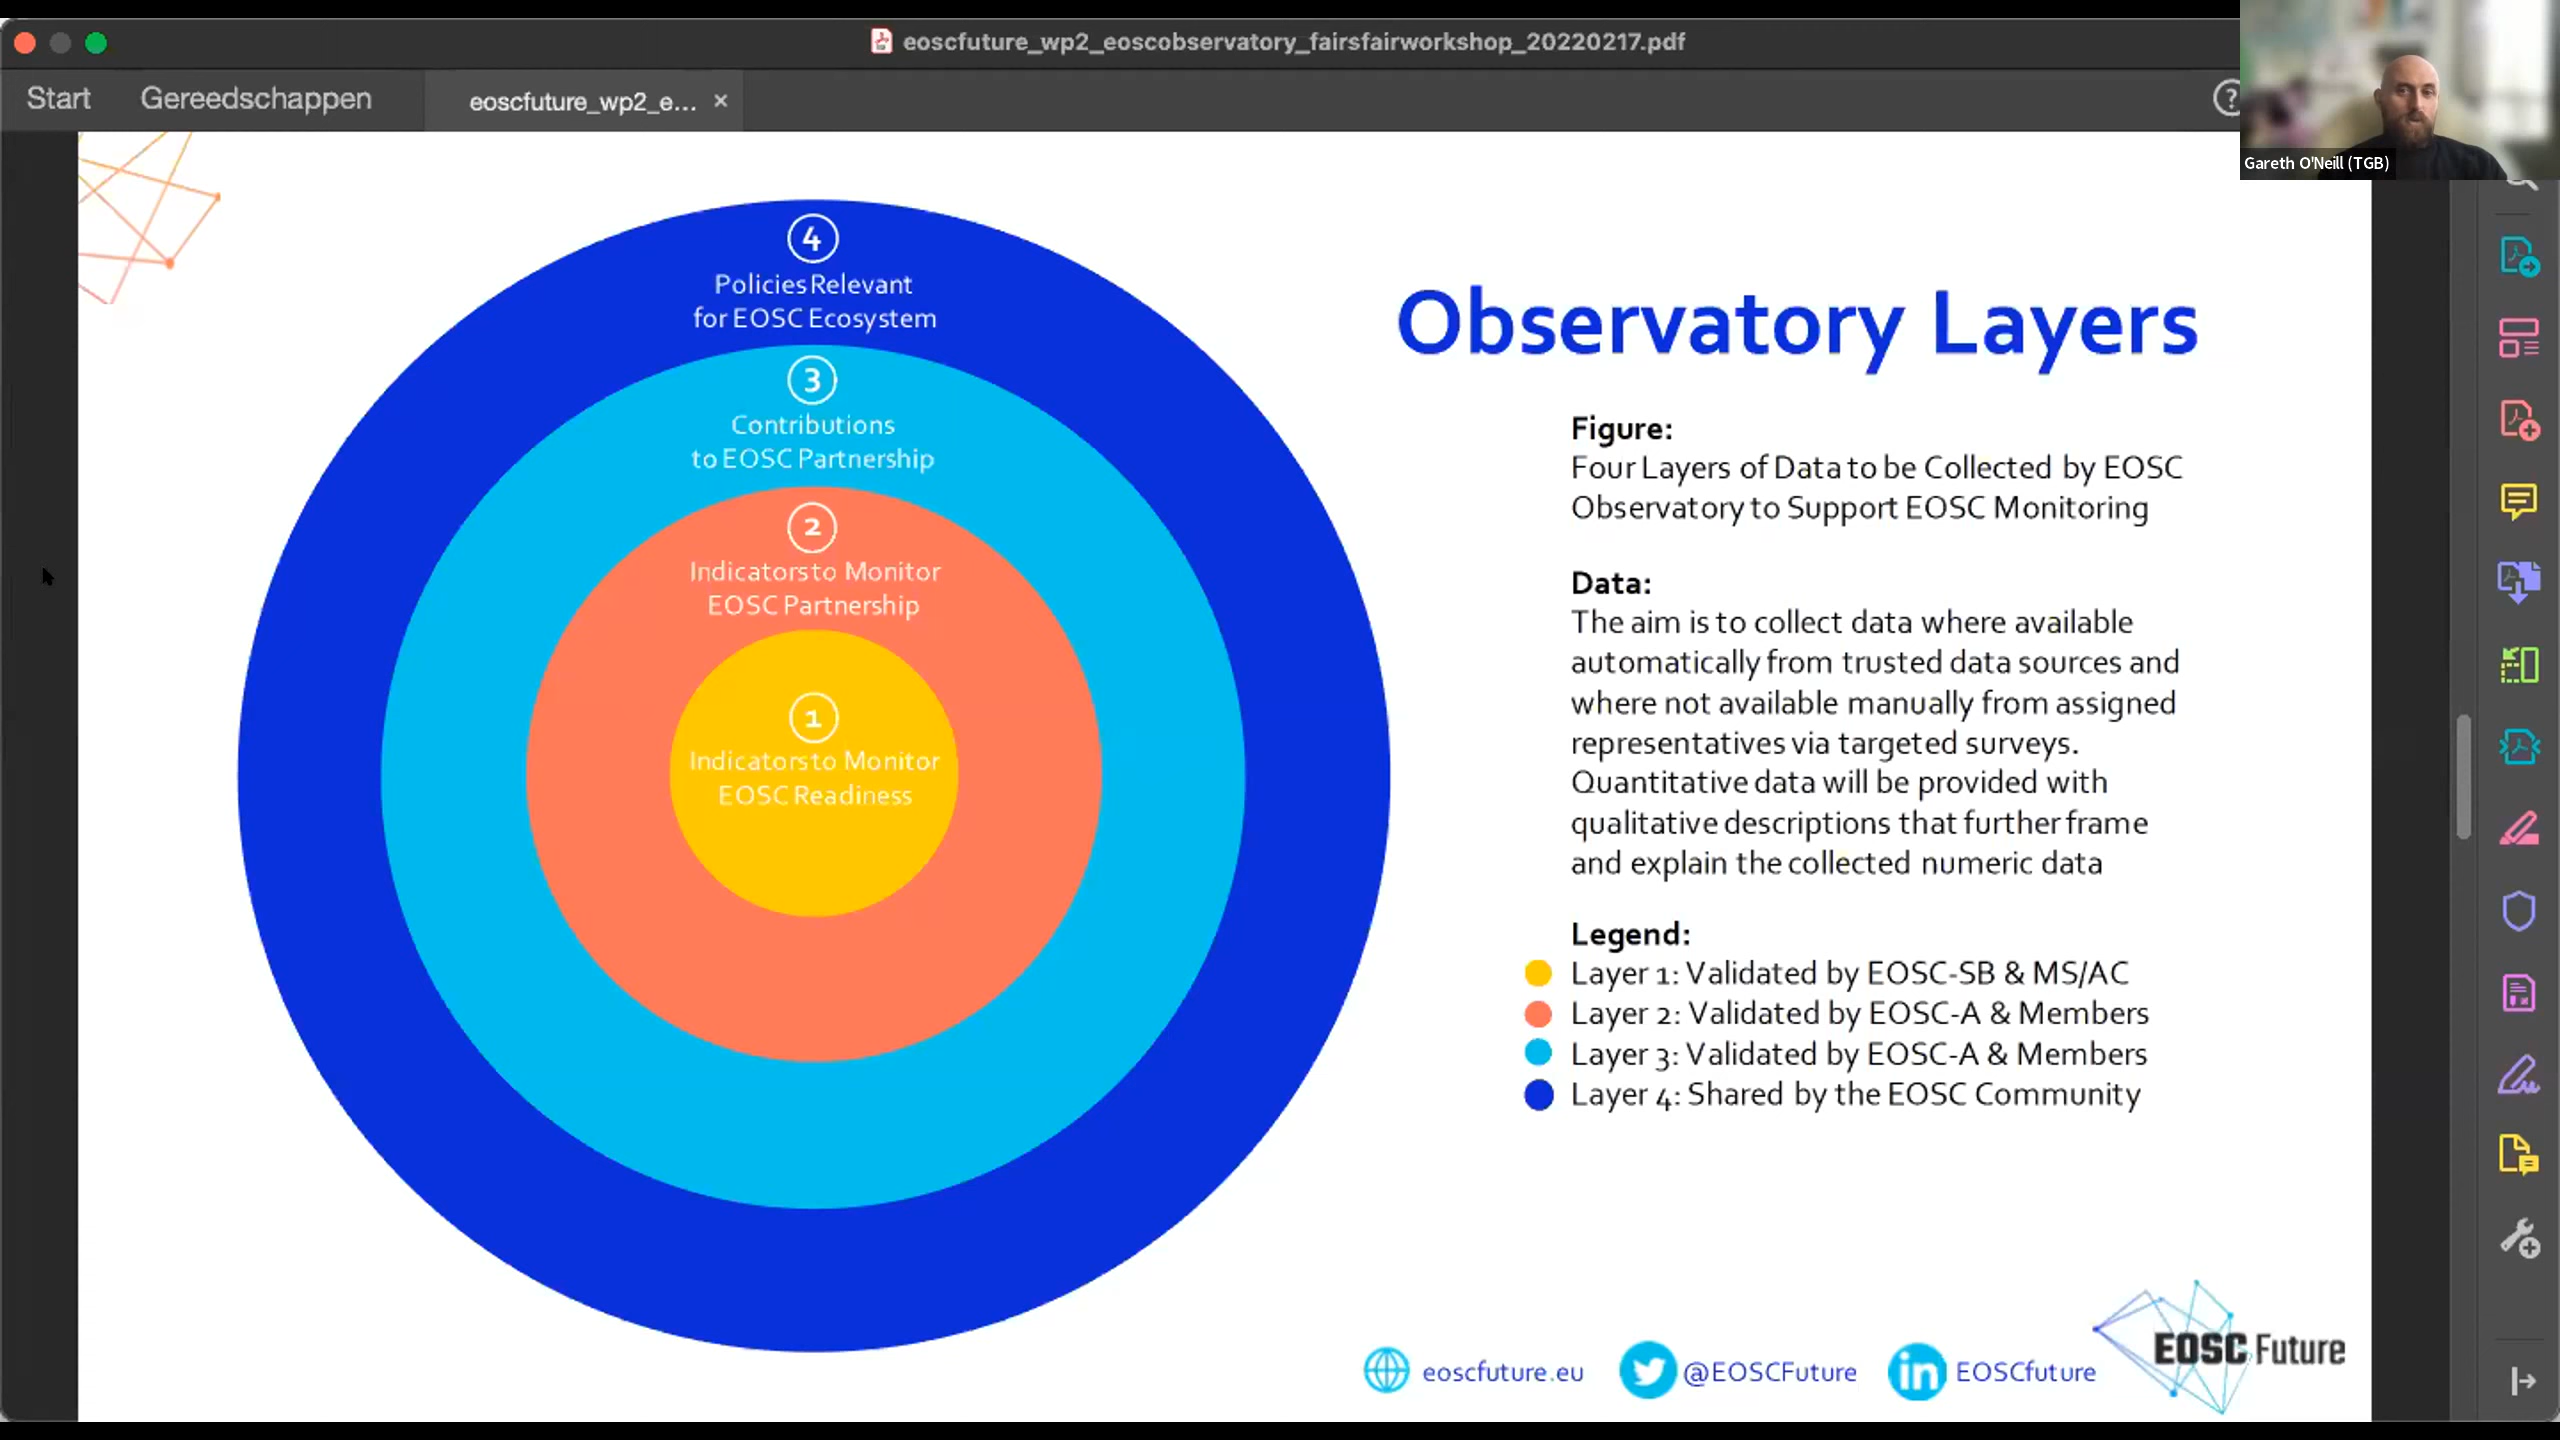 eoscfuture_wp2_eoscobservatory_fairsfairworkshop_20220217.pdf
Start
Gereedschappen
eoscfuture_wp2_e... ×
?
Gareth O'Neill (TGB)
4
Policies Relevant
for EOSC Ecosystem
3
Contributions
to EOSC Partnership
2
Indicators to Monitor
EOSC Partnership
1
Indicators to Monitor
EOSC Readiness
Observatory Layers
Figure:
Four Layers of Data to be Collected by EOSC
Observatory to Support EOSC Monitoring
Data:
The aim is to collect data where available
automatically from trusted data sources and
where not available manually from assigned
representatives via targeted surveys.
Quantitative data will be provided with
qualitative descriptions that further frame
and explain the collected numeric data
Legend:
Layer 1: Validated by EOSC-SB & MS/AC
Layer 2: Validated by EOSC-A & Members
Layer 3: Validated by EOSC-A & Members
Layer 4: Shared by the EOSC Community
eoscfuture.eu
@EOSCFuture
in EOSCfuture
EOSC Future